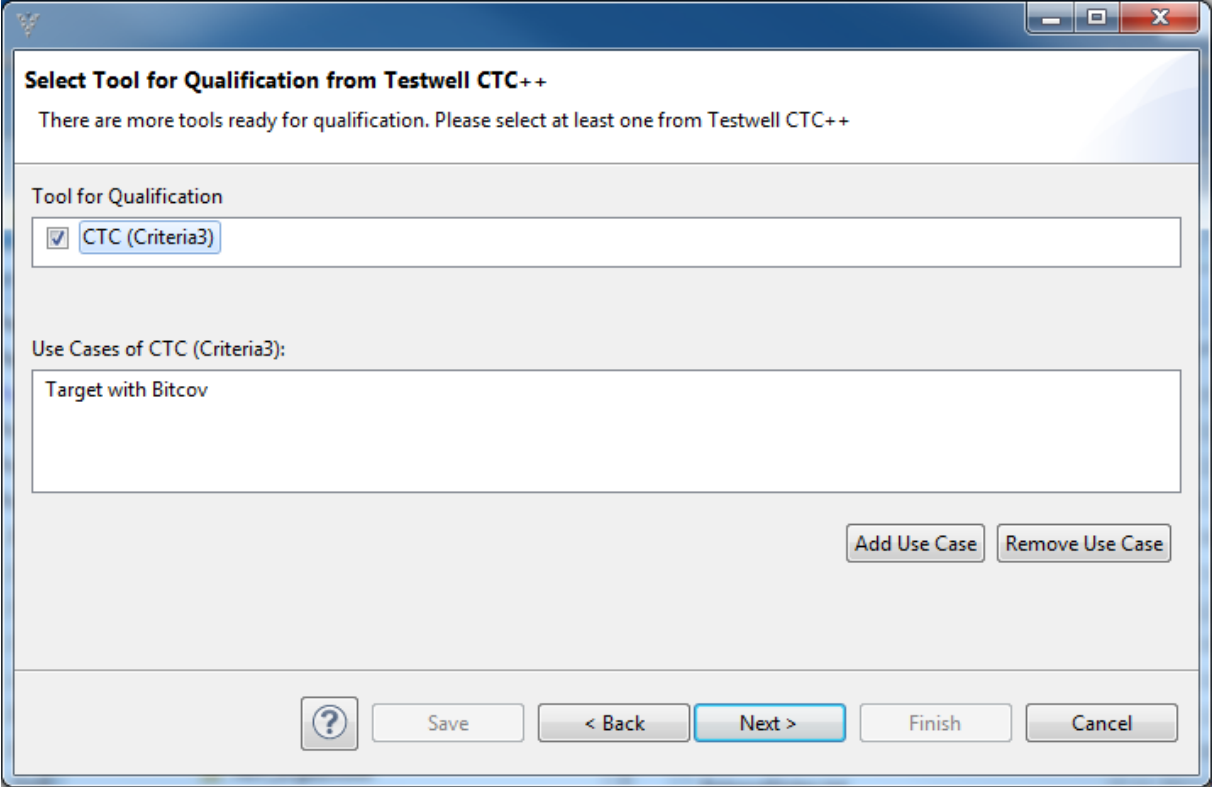 Select Tool for Qualification from Testwell CTC++
There are more tools ready for qualification. Please select at least one from Testwell CTC++
Tool for Qualification
CTC (Criteria3)
Use Cases of CTC (Criteria3):
Target with Bitcov
Add Use Case Remove Use Case
? Save < Back Next > Finish Cancel